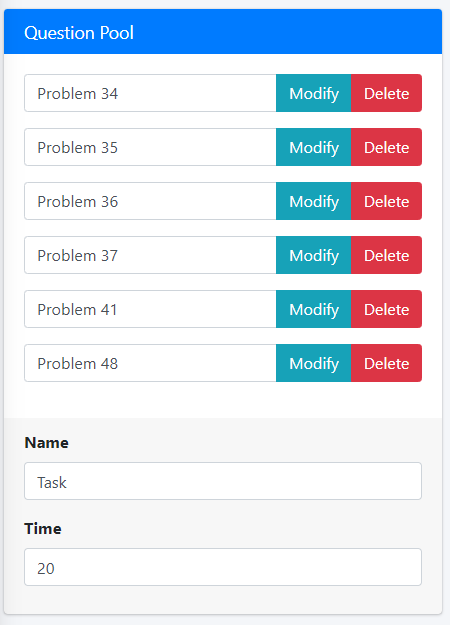 Question Pool
Problem 34 Modify Delete
Problem 35 Modify Delete
Problem 36 Modify Delete
Problem 37 Modify Delete
Problem 41 Modify Delete
Problem 48 Modify Delete
Name
Task
Time
20